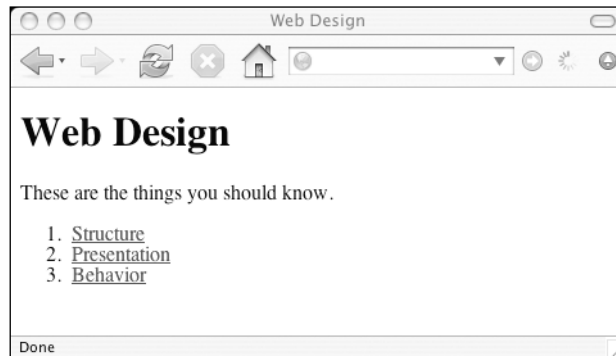 Web Design
Web Design
These are the things you should know.
1. Structure
2. Presentation
3. Behavior
Done